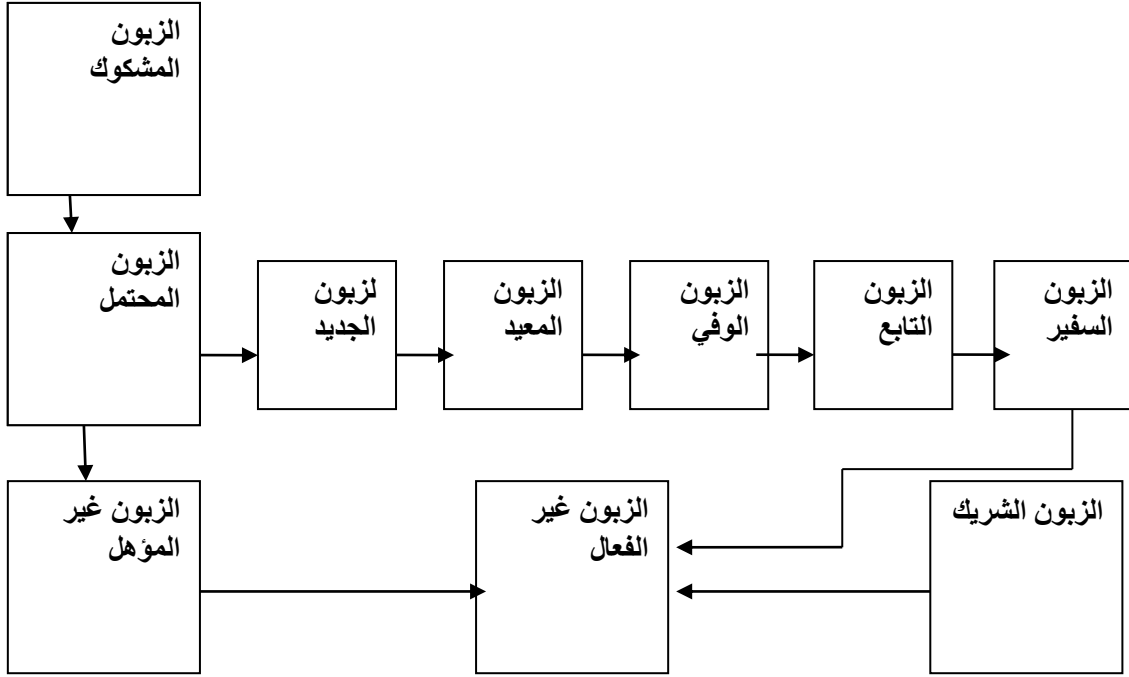 الزبون
المشكوك
الزبون
المحتمل
لزبون
الجديد
الزبون
المعيد
الزبون
الوفي
الزبون
التابع
الزبون
السفير
الزبون غير
المؤهل
الزبون غير
الفعال
الزبون الشريك